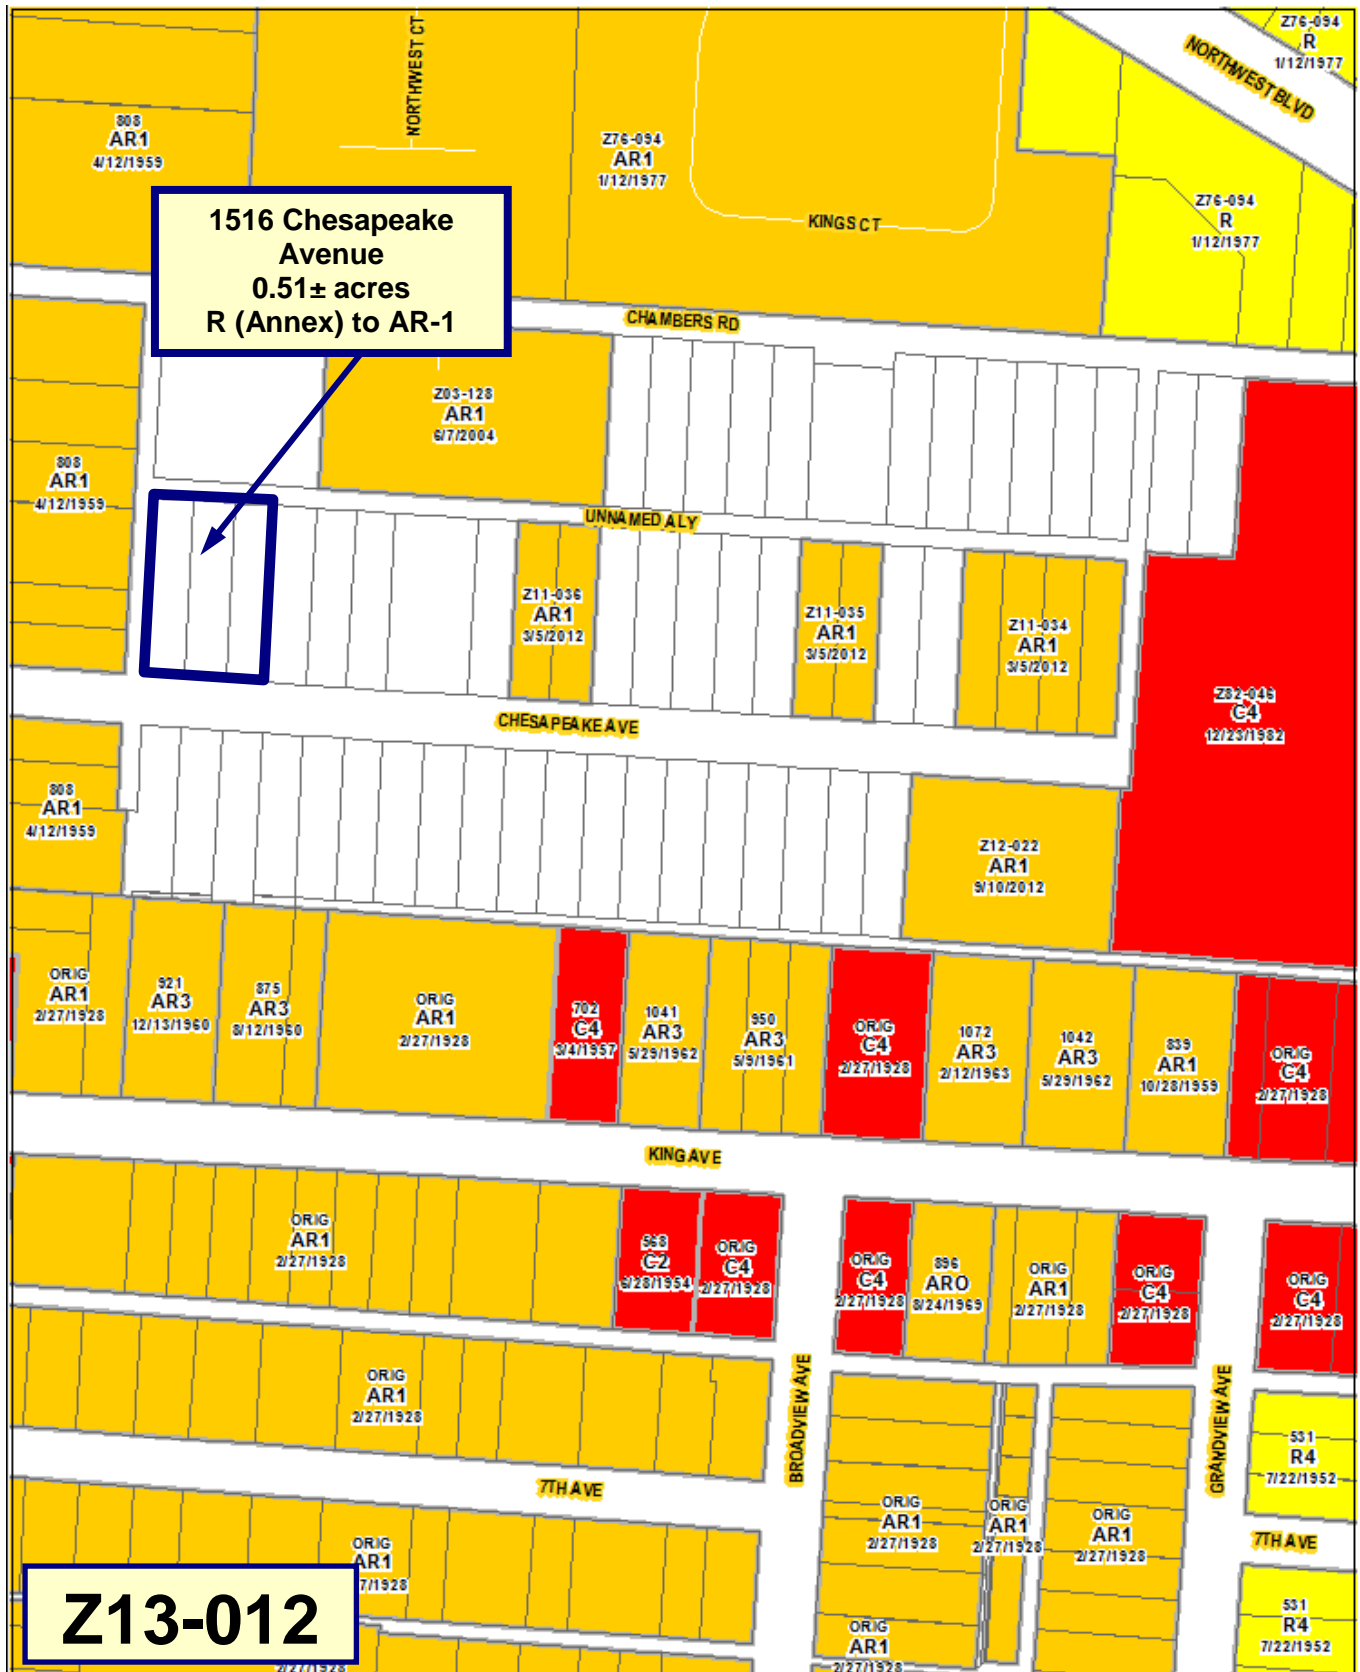 Z76-094
R
1/12/1977
NORTHWEST BLVD
NORTHWEST CT
808
AR1
4/12/1959
Z76-094
AR1
1/12/1977
KINGS CT
Z76-094
R
1/12/1977
1516 Chesapeake
Avenue
0.51± acres
R (Annex) to AR-1
CHAMBERS RD
Z03-128
AR1
6/7/2004
808
AR1
4/12/1959
UNNAMED ALY
Z11-036
AR1
3/5/2012
Z11-035
AR1
3/5/2012
Z11-034
AR1
3/5/2012
Z82-046
C4
12/23/1982
CHESAPEAKE AVE
808
AR1
4/12/1959
Z12-022
AR1
9/10/2012
ORIG
AR1
2/27/1928
921
AR3
12/13/1960
875
AR3
8/12/1960
ORIG
AR1
2/27/1928
702
C4
3/4/1957
1041
AR3
5/29/1962
950
AR3
5/9/1961
ORIG
C4
2/27/1928
1072
AR3
2/12/1963
1042
AR3
5/29/1962
839
AR1
10/28/1959
ORIG
C4
2/27/1928
KING AVE
ORIG
AR1
2/27/1928
568
C2
6/28/1954
ORIG
C4
2/27/1928
ORIG
C4
2/27/1928
896
ARO
8/24/1969
ORIG
AR1
2/27/1928
ORIG
C4
2/27/1928
ORIG
C4
2/27/1928
ORIG
AR1
2/27/1928
BROADVIEW AVE
GRANDVIEW AVE
531
R4
7/22/1952
7TH AVE
ORIG
AR1
2/27/1928
ORIG
AR1
2/27/1928
ORIG
AR1
2/27/1928
7TH AVE
ORIG
AR1
7/1928
Z13-012
531
R4
7/22/1952
ORIG
AR1
2/27/1928
2/27/1928